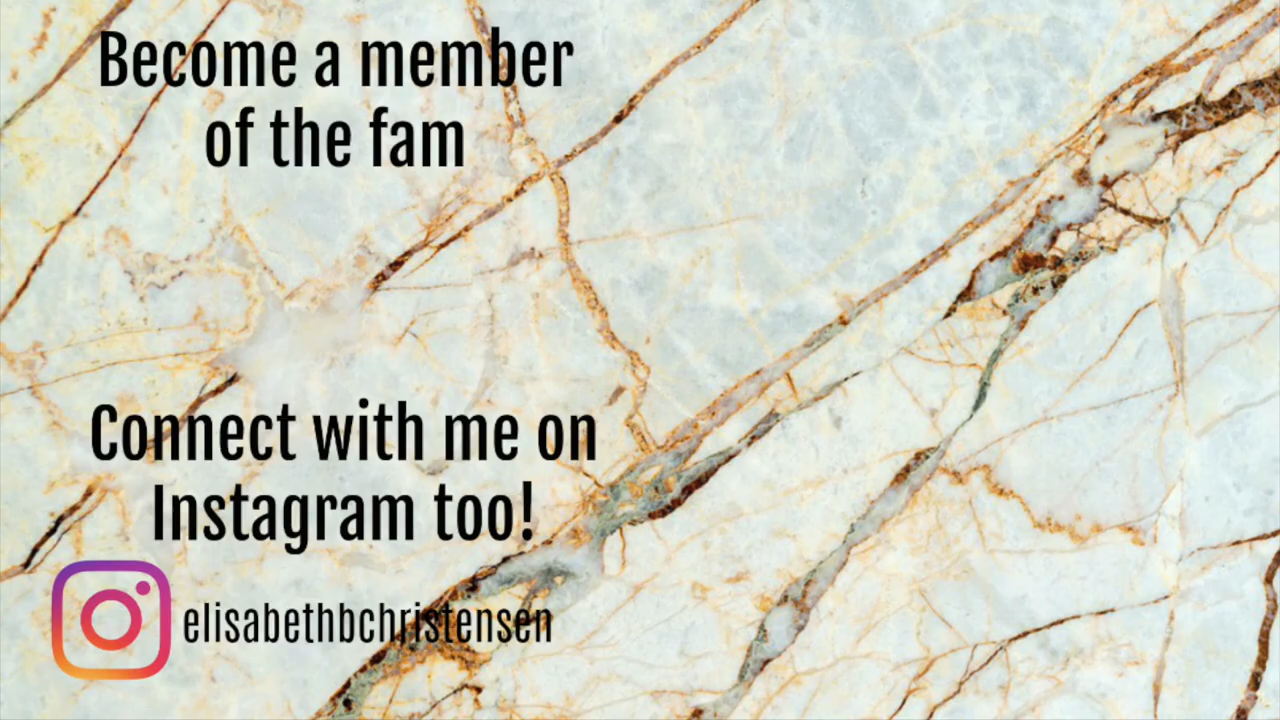 Become a member
of the fam
Connect with me on
Instagram too!
elisabethbchristensen